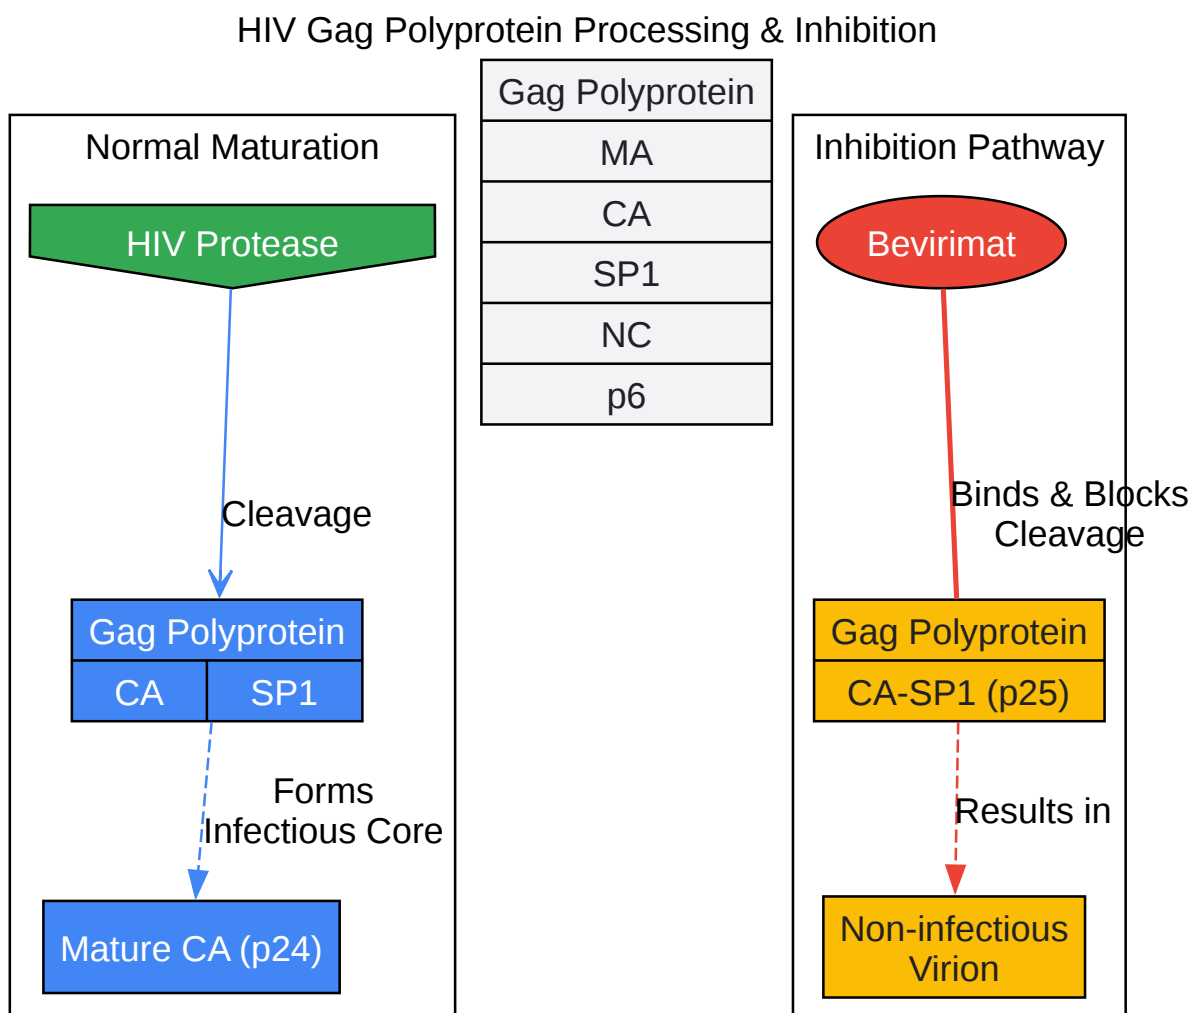 HIV Gag Polyprotein Processing & Inhibition
Normal Maturation
HIV Protease
Cleavage
Gag Polyprotein
CA
SP1
Forms
Infectious Core
Mature CA (p24)
Gag Polyprotein
MA
CA
SP1
NC
p6
Inhibition Pathway
Bevirimat
Binds & Blocks
Cleavage
Gag Polyprotein
CA-SP1 (p25)
Results in
Non-infectious
Virion